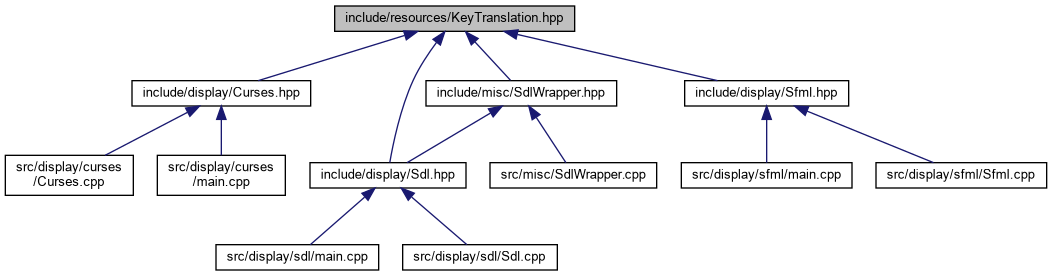 include/resources/KeyTranslation.hpp
include/display/Curses.hpp
include/misc/SdlWrapper.hpp
include/display/Sfml.hpp
src/display/curses
/Curses.cpp
src/display/curses
/main.cpp
include/display/Sdl.hpp
src/misc/SdlWrapper.cpp
src/display/sfml/main.cpp
src/display/sfml/Sfml.cpp
src/display/sdl/main.cpp
src/display/sdl/Sdl.cpp